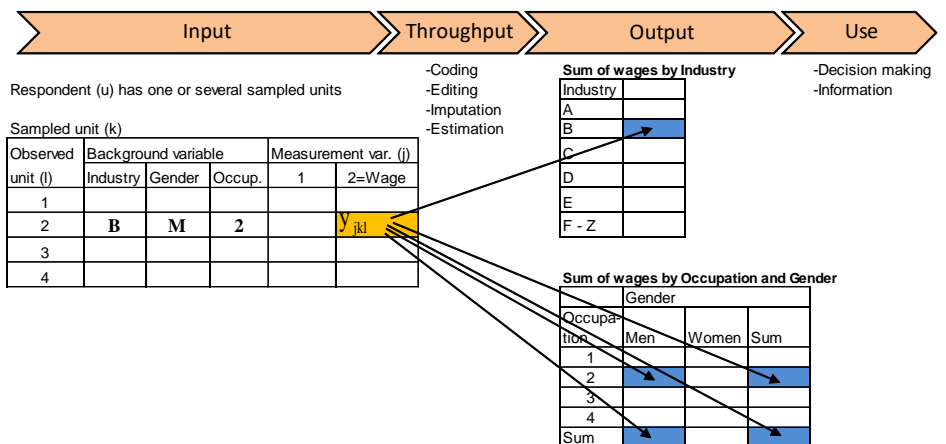 Input Throughput Output Use
Respondent (u) has one or several sampled units
Sampled unit (k)
Observed Background variable Measurement var. (j)
unit (l) Industry Gender Occup. 1 2=Wage
1
2 B M 2 y jkl
3
4
-Coding
-Editing
-Imputation
-Estimation
Sum of wages by Industry
Industry
A
B
C
D
E
F - Z
Sum of wages by Occupation and Gender
Gender
Occupa-
tion Men Women Sum
1
2
3
4
Sum
-Decision making
-Information